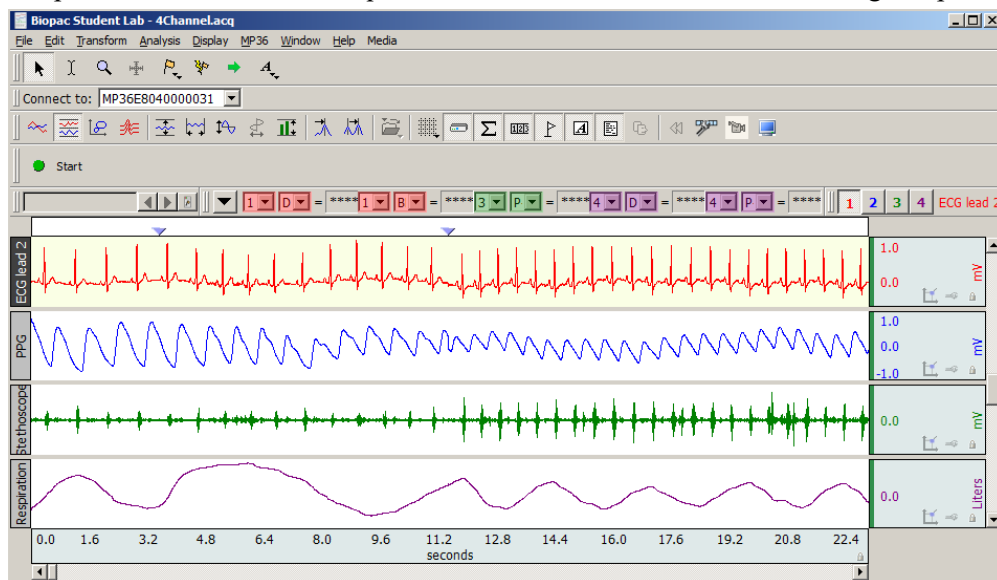 Biopac Student Lab - 4Channel.acq
File Edit Transform Analysis Display MP36 Window Help Media
Connect to: MP36E8040000031
Start
1 D = **** 1 B = **** 3 P = **** 4 D = **** 4 P = **** 1 2 3 4 ECG lead 2
ECG lead 2
1.0
0.0
mV
PPG
1.0
0.0
-1.0
mV
Stethoscope
0.0
mV
Respiration
0.0
Liters
0.0 1.6 3.2 4.8 6.4 8.0 9.6 11.2 12.8 14.4 16.0 17.6 19.2 20.8 22.4
seconds